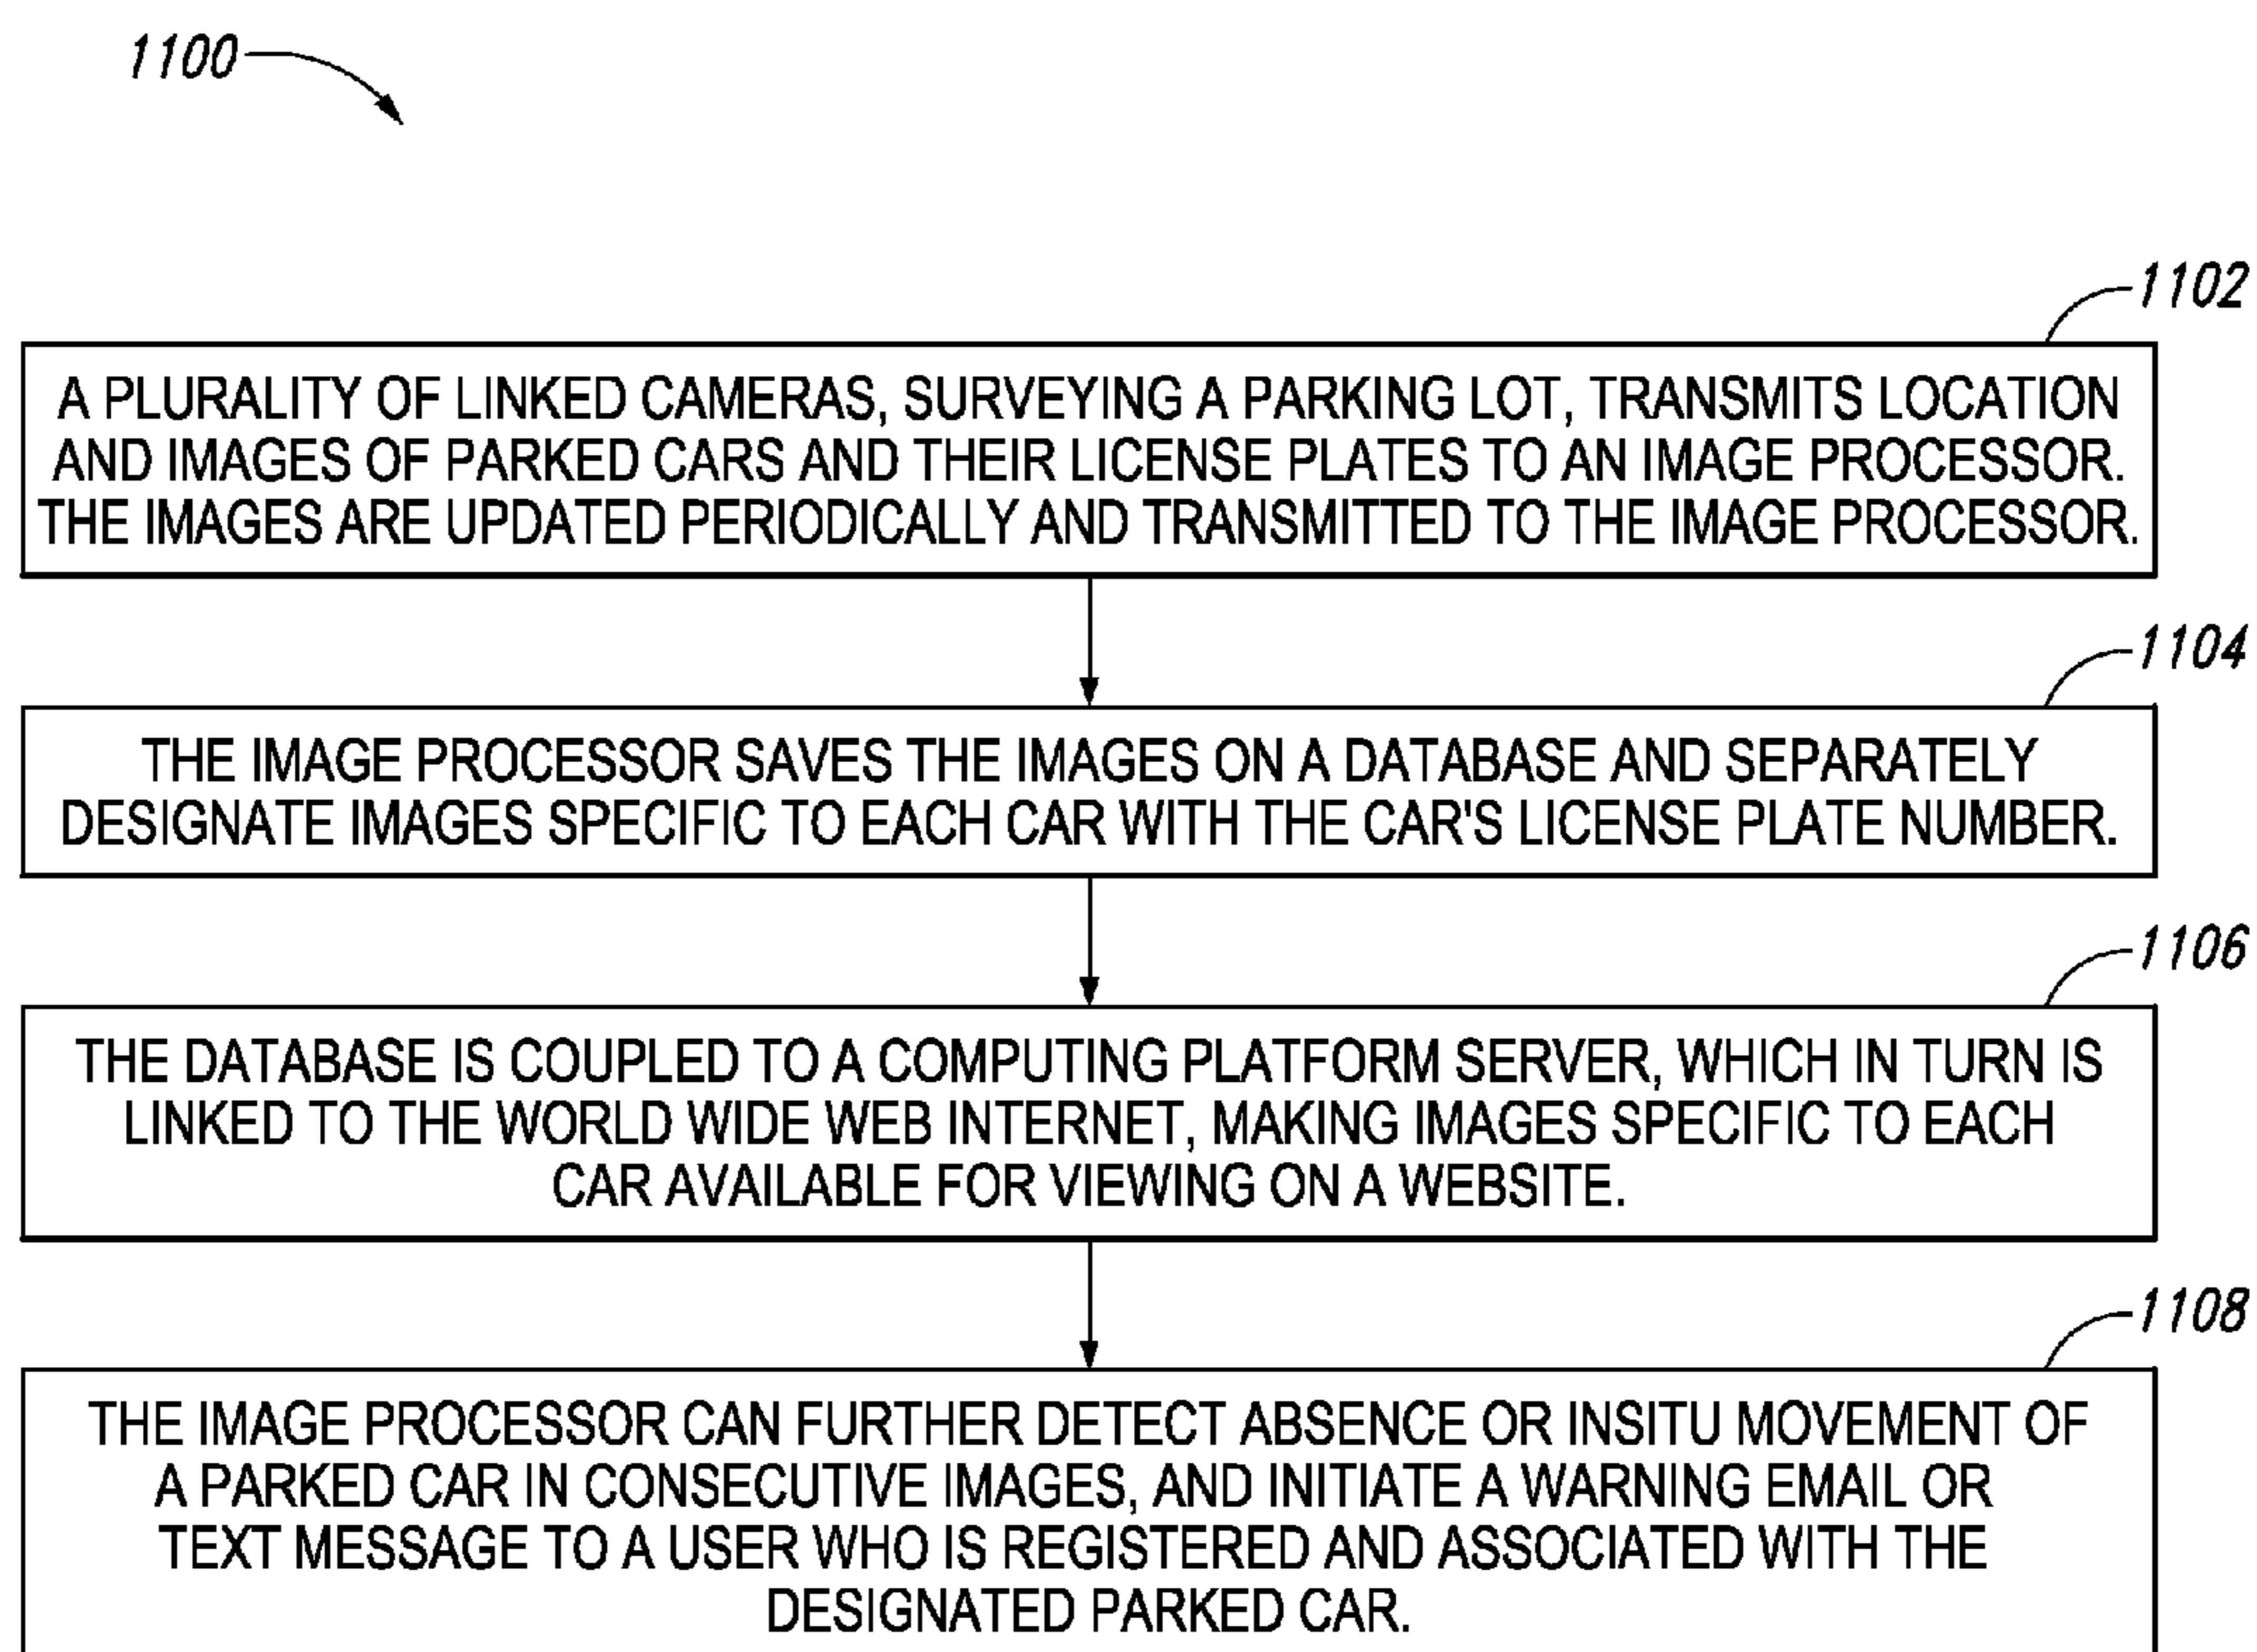 1100
1102
A PLURALITY OF LINKED CAMERAS, SURVEYING A PARKING LOT, TRANSMITS LOCATION
AND IMAGES OF PARKED CARS AND THEIR LICENSE PLATES TO AN IMAGE PROCESSOR.
THE IMAGES ARE UPDATED PERIODICALLY AND TRANSMITTED TO THE IMAGE PROCESSOR.
1104
THE IMAGE PROCESSOR SAVES THE IMAGES ON A DATABASE AND SEPARATELY
DESIGNATE IMAGES SPECIFIC TO EACH CAR WITH THE CAR'S LICENSE PLATE NUMBER.
1106
THE DATABASE IS COUPLED TO A COMPUTING PLATFORM SERVER, WHICH IN TURN IS
LINKED TO THE WORLD WIDE WEB INTERNET, MAKING IMAGES SPECIFIC TO EACH
CAR AVAILABLE FOR VIEWING ON A WEBSITE.
1108
THE IMAGE PROCESSOR CAN FURTHER DETECT ABSENCE OR INSITU MOVEMENT OF
A PARKED CAR IN CONSECUTIVE IMAGES, AND INITIATE A WARNING EMAIL OR
TEXT MESSAGE TO A USER WHO IS REGISTERED AND ASSOCIATED WITH THE
DESIGNATED PARKED CAR.